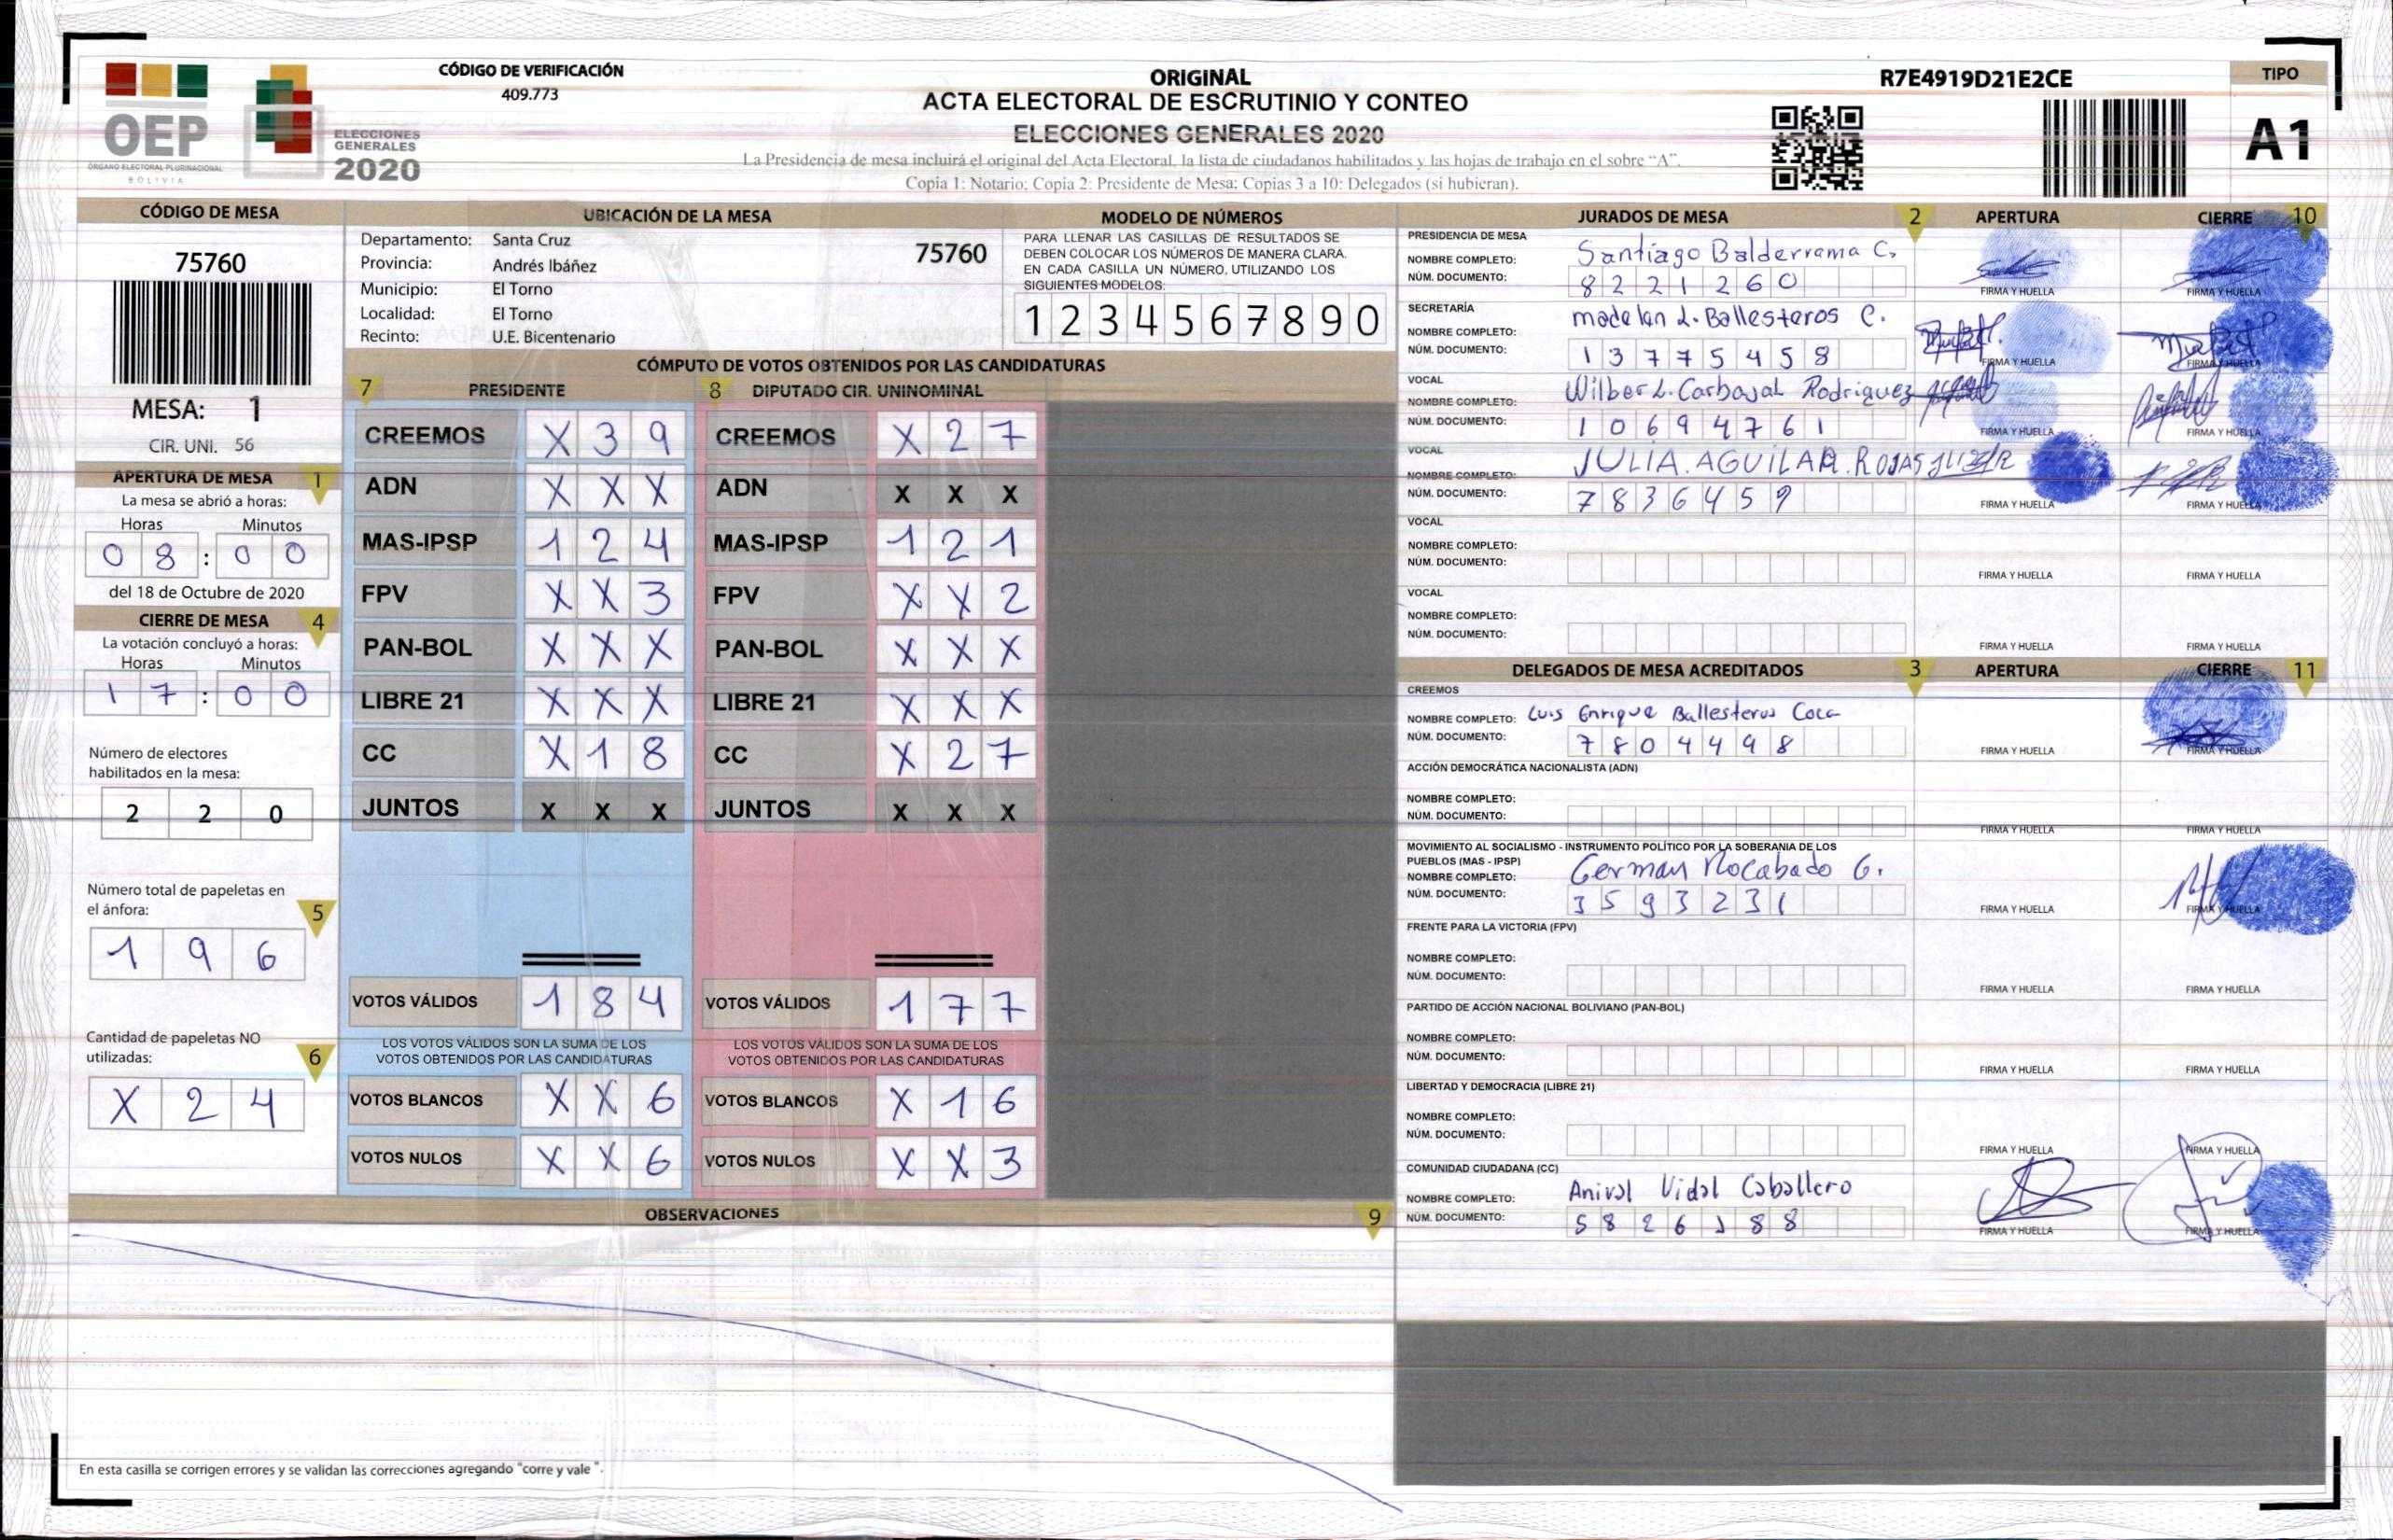 CÓDIGO DE VERIFICACIÓN
409.773
OEP
ÓRGANO ELECTORAL PLURINACIONAL
BOLIVIA
ELECCIONES
GENERALES
2020
ORIGINAL
ACTA ELECTORAL DE ESCRUTINIO Y CONTEO
ELECCIONES GENERALES 2020
La Presidencia de mesa incluirá el original del Acta Electoral, la lista de ciudadanos habilitados y las hojas de trabajo en el sobre "A".
Copia 1: Notario; Copia 2: Presidente de Mesa; Copias 3 a 10: Delegados (si hubieran).
R7E4919D21E2CE
TIPO
A1
CÓDIGO DE MESA
75760
MESA: 1
CIR. UNI. 56
APERTURA DE MESA 1
La mesa se abrió a horas:
Horas Minutos
0 8 : 0 0
del 18 de Octubre de 2020
CIERRE DE MESA 4
La votación concluyó a horas:
Horas Minutos
1 7 : 0 0
Número de electores
habilitados en la mesa:
2 2 0
Número total de papeletas en
el ánfora: 5
1 9 6
Cantidad de papeletas NO
utilizadas: 6
X 2 4
UBICACIÓN DE LA MESA
Departamento: Santa Cruz 75760
Provincia: Andrés Ibáñez
Municipio: El Torno
Localidad: El Torno
Recinto: U.E. Bicentenario
MODELO DE NÚMEROS
PARA LLENAR LAS CASILLAS DE RESULTADOS SE
DEBEN COLOCAR LOS NÚMEROS DE MANERA CLARA.
EN CADA CASILLA UN NÚMERO, UTILIZANDO LOS
SIGUIENTES MODELOS:
1 2 3 4 5 6 7 8 9 0
CÓMPUTO DE VOTOS OBTENIDOS POR LAS CANDIDATURAS
7 PRESIDENTE 8 DIPUTADO CIR. UNINOMINAL
CREEMOS X 3 9 CREEMOS X 2 7
ADN X X X ADN X X X
MAS-IPSP 1 2 4 MAS-IPSP 1 2 1
FPV X X 3 FPV X X 2
PAN-BOL X X X PAN-BOL X X X
LIBRE 21 X X X LIBRE 21 X X X
CC X 1 8 CC X 2 7
JUNTOS X X X JUNTOS X X X
VOTOS VÁLIDOS 1 8 4 VOTOS VÁLIDOS 1 7 7
LOS VOTOS VÁLIDOS SON LA SUMA DE LOS LOS VOTOS VÁLIDOS SON LA SUMA DE LOS
VOTOS OBTENIDOS POR LAS CANDIDATURAS VOTOS OBTENIDOS POR LAS CANDIDATURAS
VOTOS BLANCOS X X 6 VOTOS BLANCOS X 1 6
VOTOS NULOS X X 6 VOTOS NULOS X X 3
OBSERVACIONES 9
En esta casilla se corrigen errores y se validan las correcciones agregando "corre y vale".
JURADOS DE MESA 2 APERTURA CIERRE 10
PRESIDENCIA DE MESA
NOMBRE COMPLETO: Santiago Balderrama C.
NÚM. DOCUMENTO: 8 2 2 1 2 6 0
FIRMA Y HUELLA FIRMA Y HUELLA
SECRETARÍA
NOMBRE COMPLETO: madelen L. Ballesteros C.
NÚM. DOCUMENTO: 1 3 7 7 5 4 5 8
FIRMA Y HUELLA FIRMA Y HUELLA
VOCAL
NOMBRE COMPLETO: Wilber L. Carbajal Rodriguez
NÚM. DOCUMENTO: 1 0 6 9 4 7 6 1
FIRMA Y HUELLA FIRMA Y HUELLA
VOCAL
NOMBRE COMPLETO: JULIA. AGUILAR. ROJAS
NÚM. DOCUMENTO: 7 8 3 6 4 5 9
FIRMA Y HUELLA FIRMA Y HUELLA
VOCAL
NOMBRE COMPLETO:
NÚM. DOCUMENTO:
FIRMA Y HUELLA FIRMA Y HUELLA
VOCAL
NOMBRE COMPLETO:
NÚM. DOCUMENTO:
FIRMA Y HUELLA FIRMA Y HUELLA
DELEGADOS DE MESA ACREDITADOS 3 APERTURA CIERRE 11
CREEMOS
NOMBRE COMPLETO: Luis Enrique Ballesteros Coca
NÚM. DOCUMENTO: 7 8 0 4 4 9 8
FIRMA Y HUELLA FIRMA Y HUELLA
ACCIÓN DEMOCRÁTICA NACIONALISTA (ADN)
NOMBRE COMPLETO:
NÚM. DOCUMENTO:
FIRMA Y HUELLA FIRMA Y HUELLA
MOVIMIENTO AL SOCIALISMO - INSTRUMENTO POLÍTICO POR LA SOBERANIA DE LOS
PUEBLOS (MAS - IPSP)
NOMBRE COMPLETO: German Rocabado G.
NÚM. DOCUMENTO: 3 5 9 3 2 3 1
FIRMA Y HUELLA FIRMA Y HUELLA
FRENTE PARA LA VICTORIA (FPV)
NOMBRE COMPLETO:
NÚM. DOCUMENTO:
FIRMA Y HUELLA FIRMA Y HUELLA
PARTIDO DE ACCIÓN NACIONAL BOLIVIANO (PAN-BOL)
NOMBRE COMPLETO:
NÚM. DOCUMENTO:
FIRMA Y HUELLA FIRMA Y HUELLA
LIBERTAD Y DEMOCRACIA (LIBRE 21)
NOMBRE COMPLETO:
NÚM. DOCUMENTO:
FIRMA Y HUELLA FIRMA Y HUELLA
COMUNIDAD CIUDADANA (CC)
NOMBRE COMPLETO: Anival Vidal Caballero
NÚM. DOCUMENTO: 5 8 2 6 1 8 8
FIRMA Y HUELLA FIRMA Y HUELLA